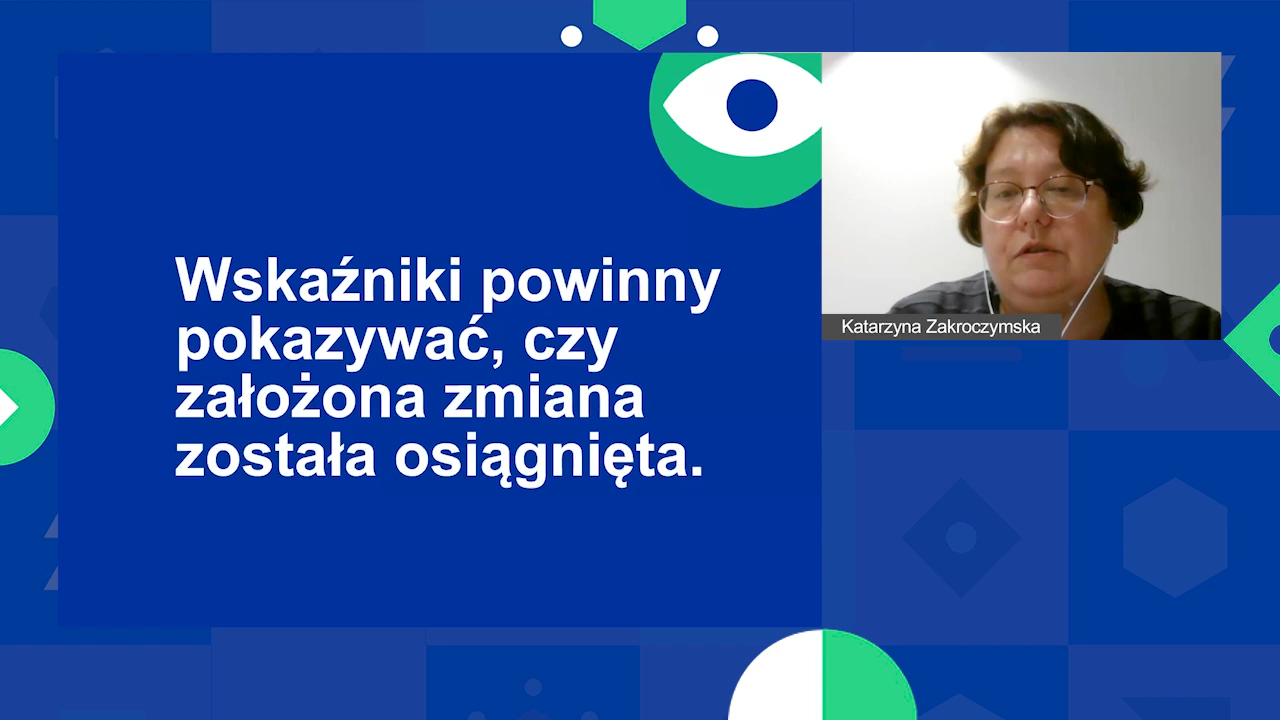 Wskaźniki powinny
pokazywać, czy
założona zmiana
została osiągnięta.
Katarzyna Zakroczymska